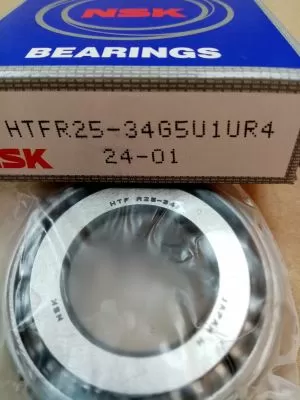 NSK
BEARINGS
HTFR25-34G5U1UR4
24-01
NSK
HTF R25-34
NSK
JAPAN